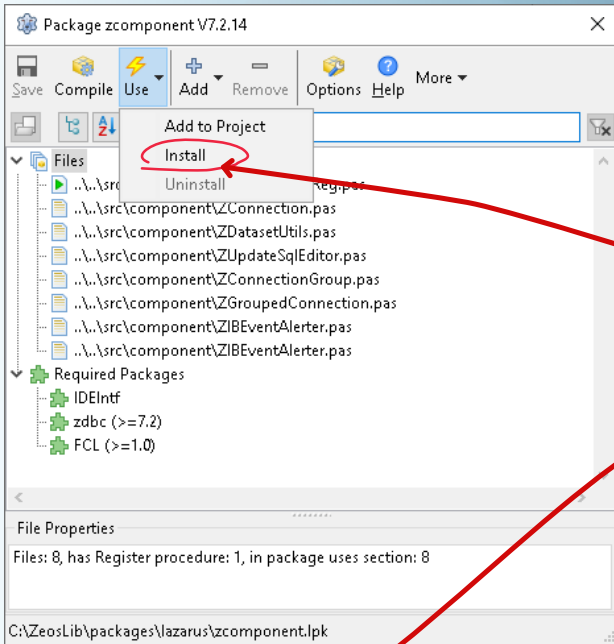 Package zcomponent V7.2.14
Save Compile Use Add Remove Options Help More
Add to Project
Install
Uninstall
Files
..\..\src
Reg.pas
..\..\src\component\ZConnection.pas
..\..\src\component\ZDatasetUtils.pas
..\..\src\component\ZUpdateSqlEditor.pas
..\..\src\component\ZConnectionGroup.pas
..\..\src\component\ZGroupedConnection.pas
..\..\src\component\ZIBEventAlerter.pas
..\..\src\component\ZIBEventAlerter.pas
Required Packages
IDEIntf
zdbc (>=7.2)
FCL (>=1.0)
File Properties
Files: 8, has Register procedure: 1, in package uses section: 8
C:\ZeosLib\packages\lazarus\zcomponent.lpk